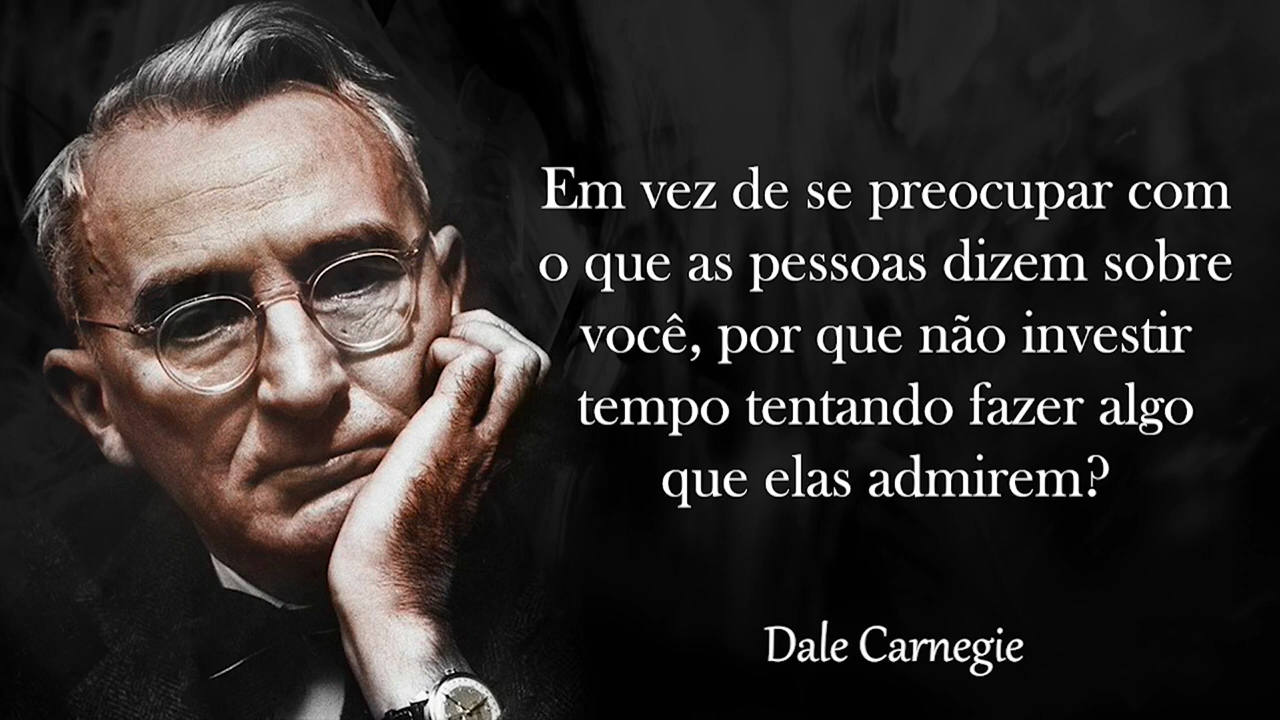 Em vez de se preocupar com
o que as pessoas dizem sobre
você, por que não investir
tempo tentando fazer algo
que elas admirem?
Dale Carnegie